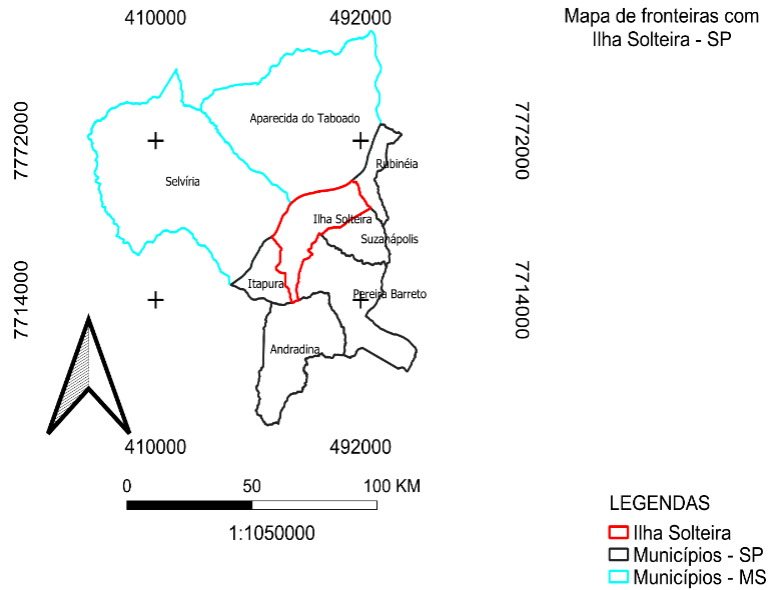 410000
492000
Mapa de fronteiras com
Ilha Solteira - SP
7772000
7772000
Aparecida do Taboado
Rubinéia
Selvíria
Ilha Solteira
Suzanápolis
7714000
7714000
Itapura
Pereira Barreto
Andradina
410000
492000
0 50 100 KM
1:1050000
LEGENDAS
Ilha Solteira
Municípios - SP
Municípios - MS